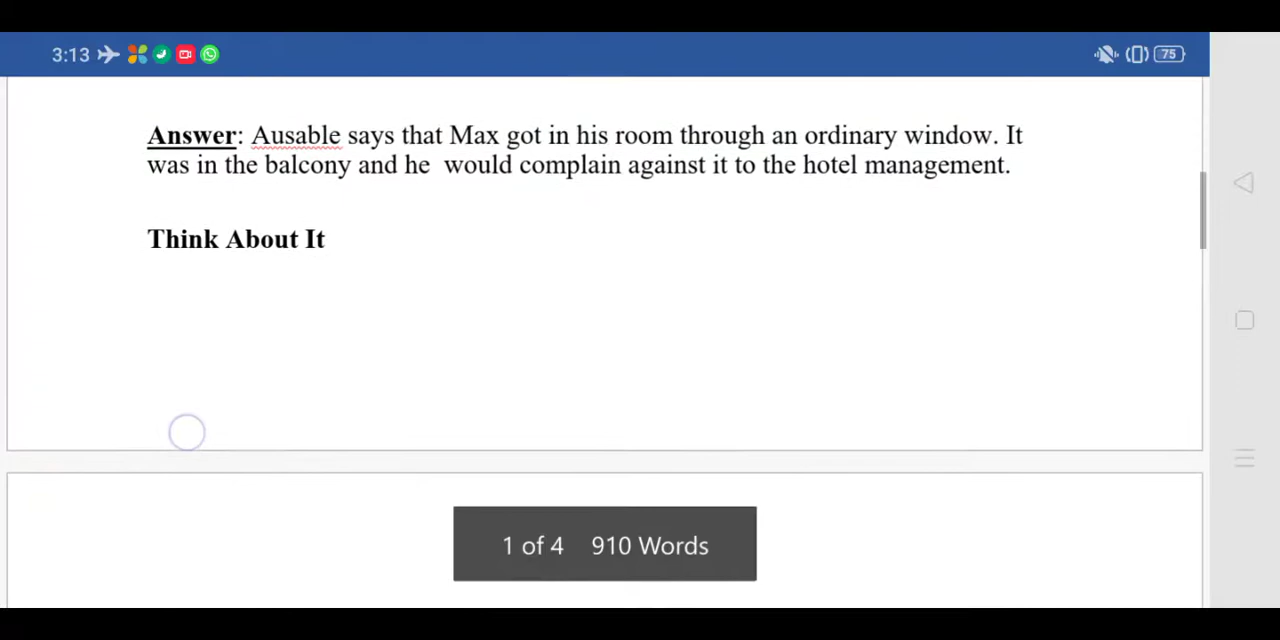 3:13 75
Answer: Ausable says that Max got in his room through an ordinary window. It
was in the balcony and he  would complain against it to the hotel management.
Think About It
1 of 4 910 Words